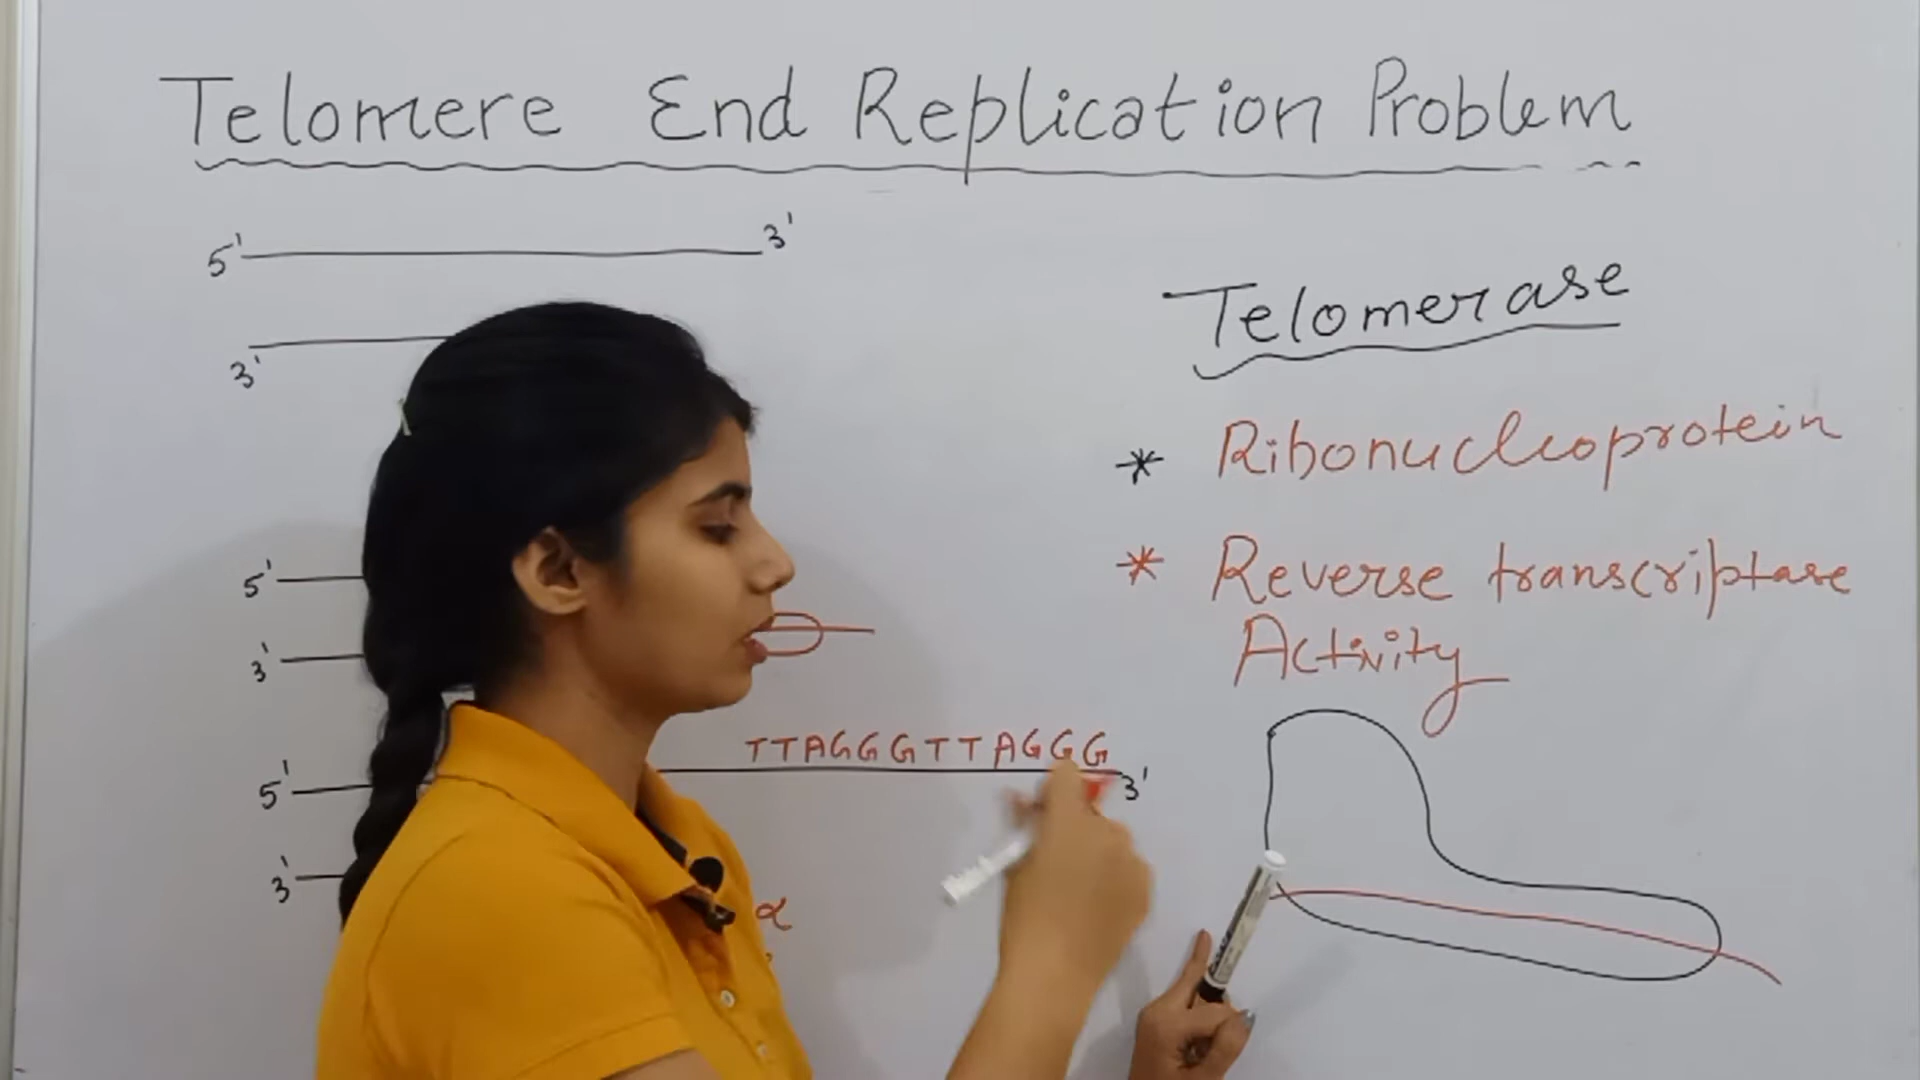 Telomere End Replication Problem
5' 3'
3'
Telomerase
* Ribonucleoprotein
* Reverse transcriptase
Activity
5'
3'
TTAGGGTTAGGG
5' 3'
3'
α